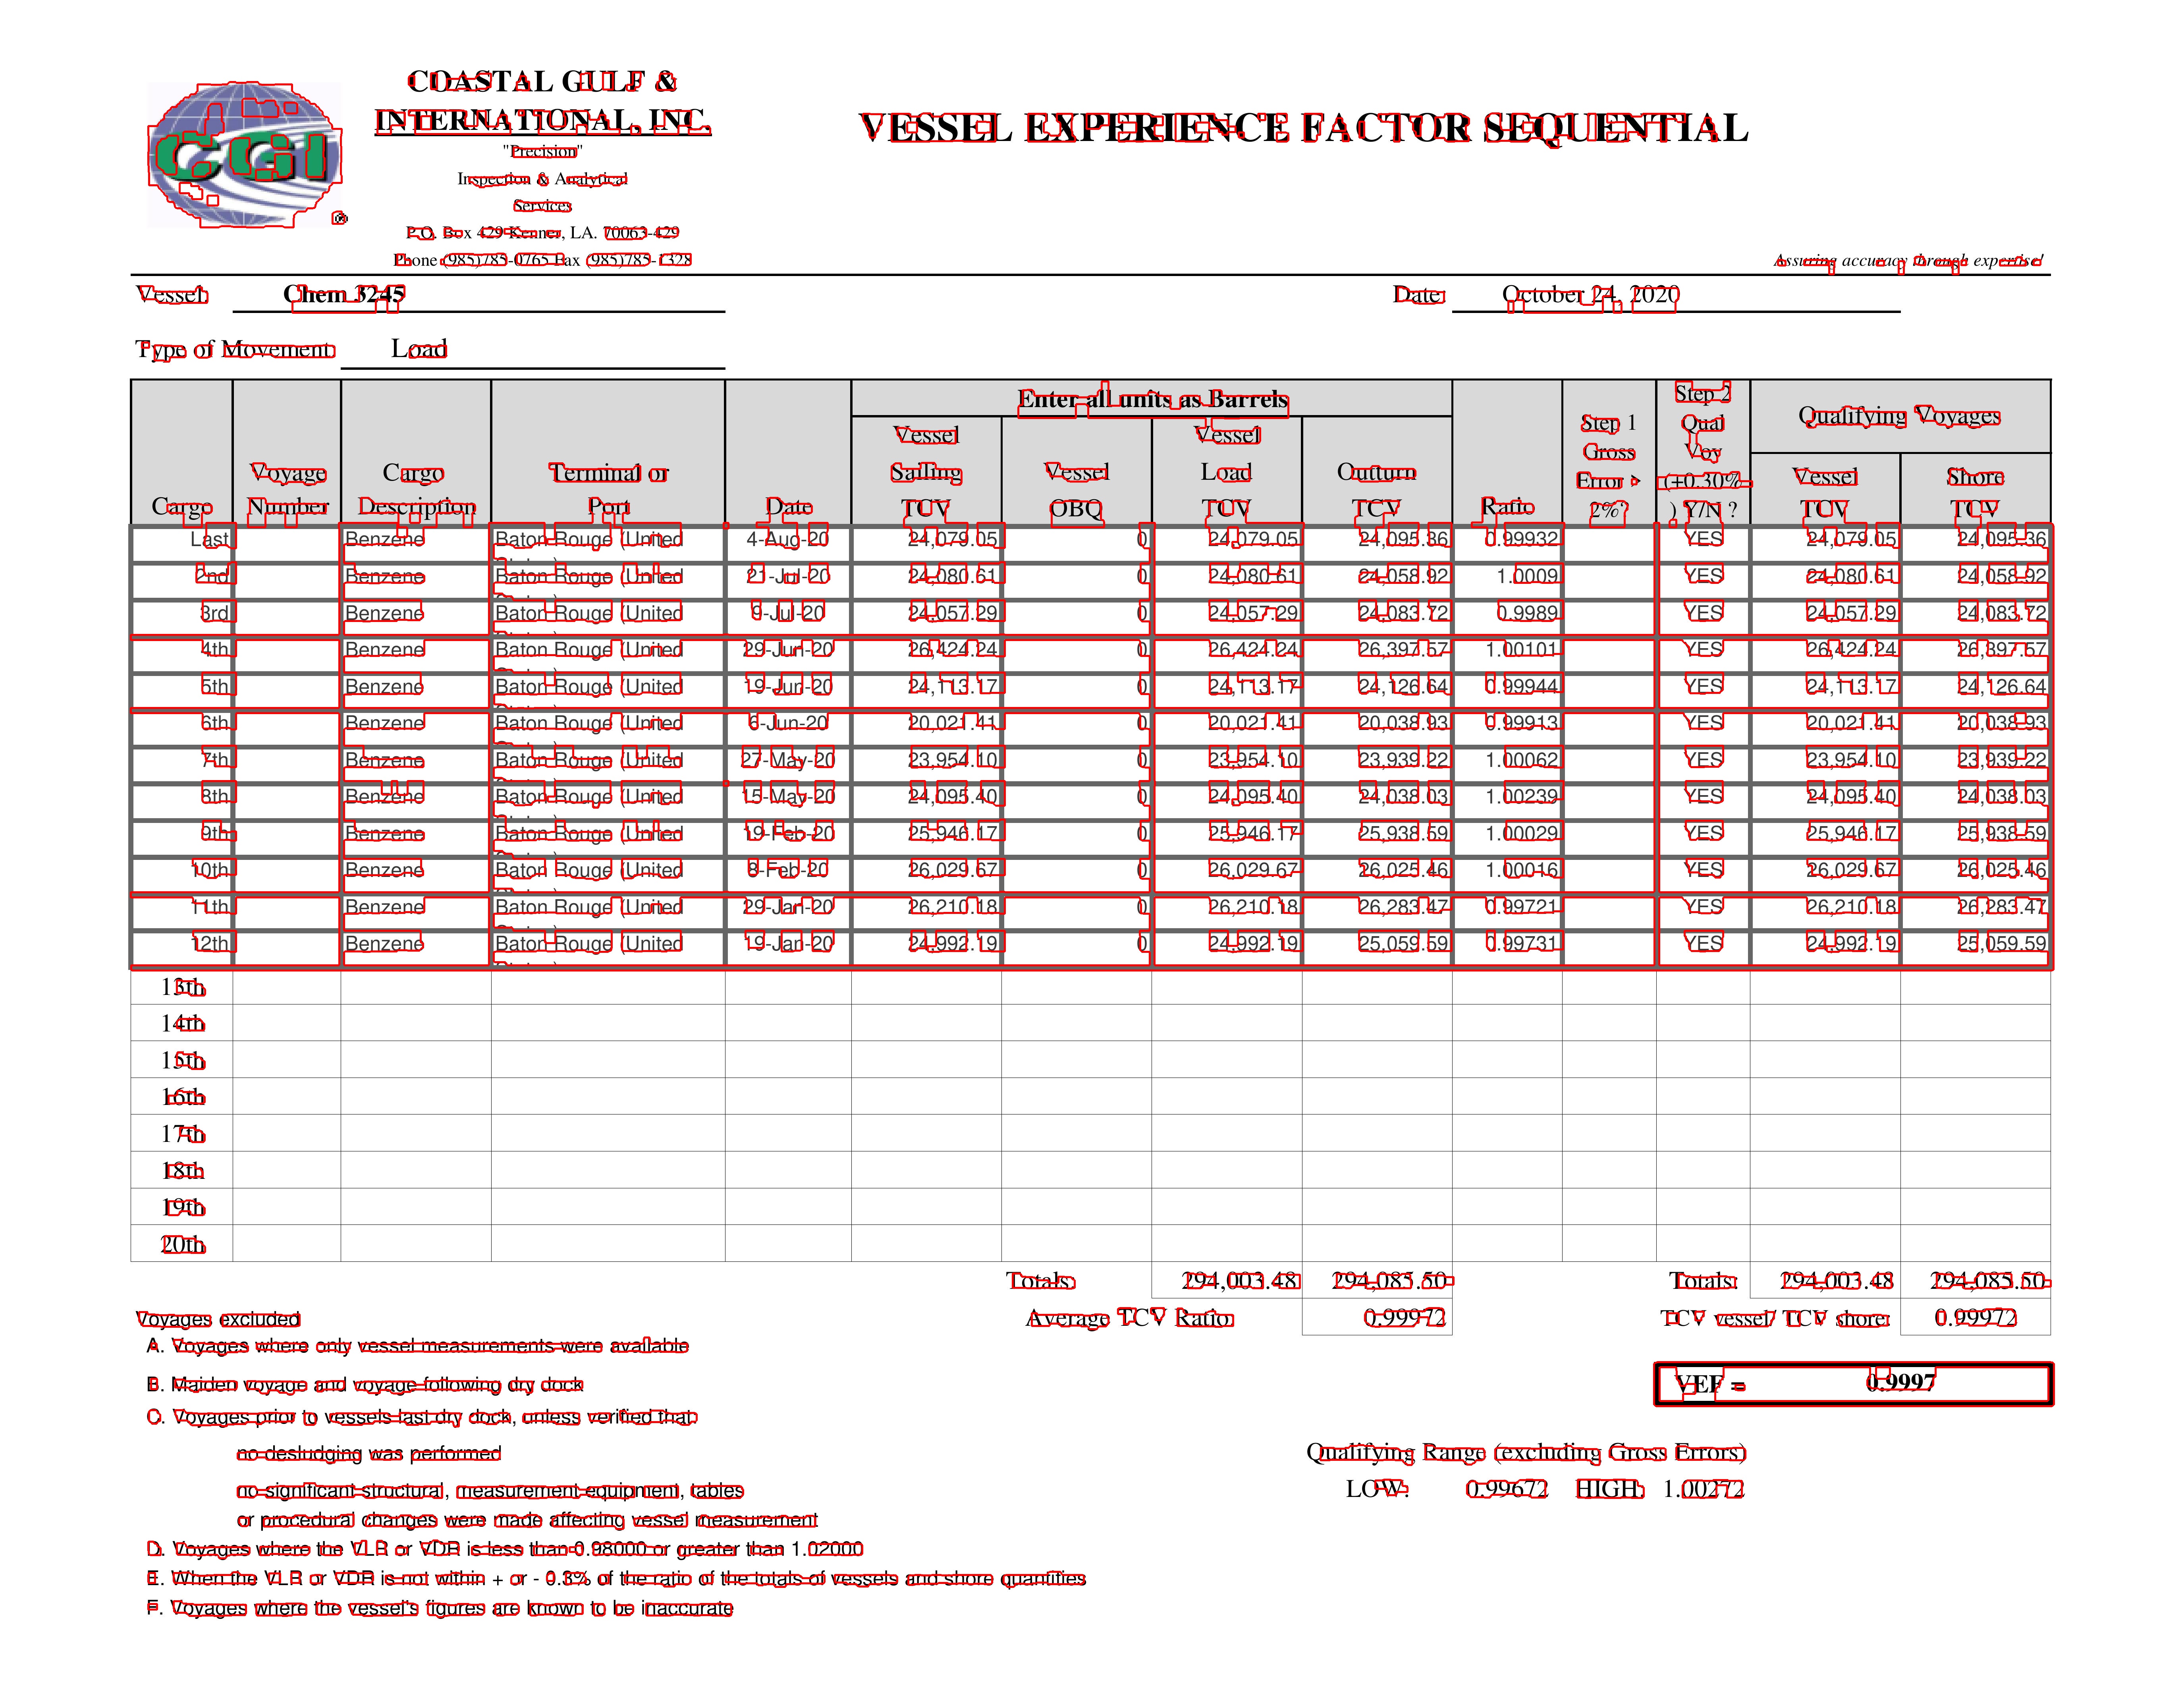 COASTAL GULF &
INTERNATIONAL, INC.
CGI
®
VESSEL EXPERIENCE FACTOR SEQUENTIAL
"Precision"
Inspection & Analytical
Services
P.O. Box 429 Kenner, LA. 70063-429
Phone (985)785-0765 Fax (985)785-1328
Assuring accuracy through expertise!
Vessel: Chem 3245 Date: October 24, 2020
Type of Movement: Load
Enter all units as Barrels
Cargo Voyage Number Cargo Description Terminal or Port Date Vessel Sailing TCV Vessel OBQ Vessel Load TCV Outturn TCV Ratio Step 1 Gross Error > 2%? Step 2 Qual Voy (+0.30%-) Y/N ? Qualifying Voyages Vessel TCV Shore TCV
Last Benzene Baton Rouge (United 4-Aug-20 24,079.05 0 24,079.05 24,095.36 0.99932 YES 24,079.05 24,095.36
2nd Benzene Baton Rouge (United 21-Jul-20 24,080.61 0 24,080.61 24,058.92 1.0009 YES 24,080.61 24,058.92
3rd Benzene Baton Rouge (United 9-Jul-20 24,057.29 0 24,057.29 24,083.72 0.9989 YES 24,057.29 24,083.72
4th Benzene Baton Rouge (United 29-Jun-20 26,424.24 0 26,424.24 26,397.57 1.00101 YES 26,424.24 26,397.57
5th Benzene Baton Rouge (United 19-Jun-20 24,113.17 0 24,113.17 24,126.64 0.99944 YES 24,113.17 24,126.64
6th Benzene Baton Rouge (United 6-Jun-20 20,021.41 0 20,021.41 20,038.93 0.99913 YES 20,021.41 20,038.93
7th Benzene Baton Rouge (United 27-May-20 23,954.10 0 23,954.10 23,939.22 1.00062 YES 23,954.10 23,939.22
8th Benzene Baton Rouge (United 15-May-20 24,095.40 0 24,095.40 24,038.03 1.00239 YES 24,095.40 24,038.03
9th Benzene Baton Rouge (United 19-Feb-20 25,946.17 0 25,946.17 25,938.59 1.00029 YES 25,946.17 25,938.59
10th Benzene Baton Rouge (United 8-Feb-20 26,029.67 0 26,029.67 26,025.46 1.00016 YES 26,029.67 26,025.46
11th Benzene Baton Rouge (United 29-Jan-20 26,210.18 0 26,210.18 26,283.47 0.99721 YES 26,210.18 26,283.47
12th Benzene Baton Rouge (United 19-Jan-20 24,992.19 0 24,992.19 25,059.59 0.99731 YES 24,992.19 25,059.59
13th
14th
15th
16th
17th
18th
19th
20th
Totals: 294,003.48 294,085.50 Totals: 294,003.48 294,085.50
Average TCV Ratio: 0.99972 TCV vessel/ TCV shore: 0.99972
Voyages excluded
A. Voyages where only vessel measurements were available
B. Maiden voyage and voyage following dry dock
C. Voyages prior to vessels last dry dock, unless verified that:
no desludging was performed
no significant structural, measurement equipment, tables
or procedural changes were made affecting vessel measurement
D. Voyages where the VLR or VDR is less than 0.98000 or greater than 1.02000
E. When the VLR or VDR is not within + or - 0.3% of the ratio of the totals of vessels and shore quantities
F. Voyages where the vessel's figures are known to be inaccurate
VEF = 0.9997
Qualifying Range (excluding Gross Errors)
LOW: 0.99672 HIGH: 1.00272